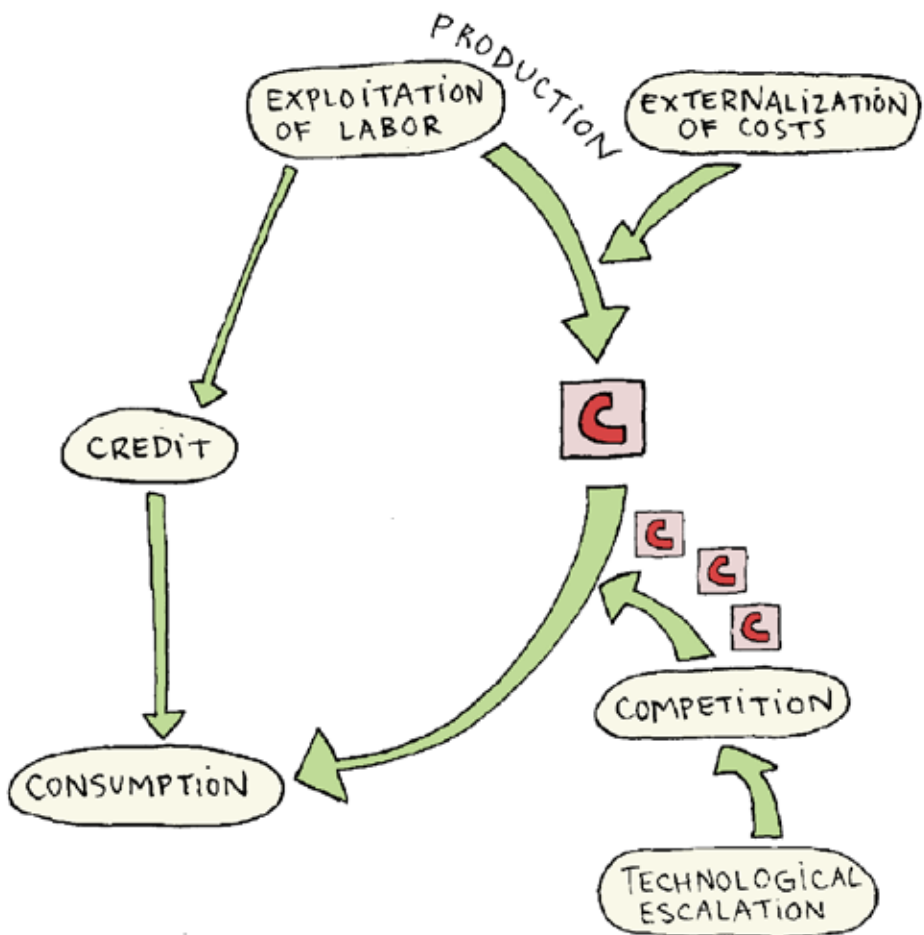 PRODUCTION
EXPLOITATION
OF LABOR
EXTERNALIZATION
OF COSTS
C
CREDIT
C
C
C
COMPETITION
CONSUMPTION
TECHNOLOGICAL
ESCALATION